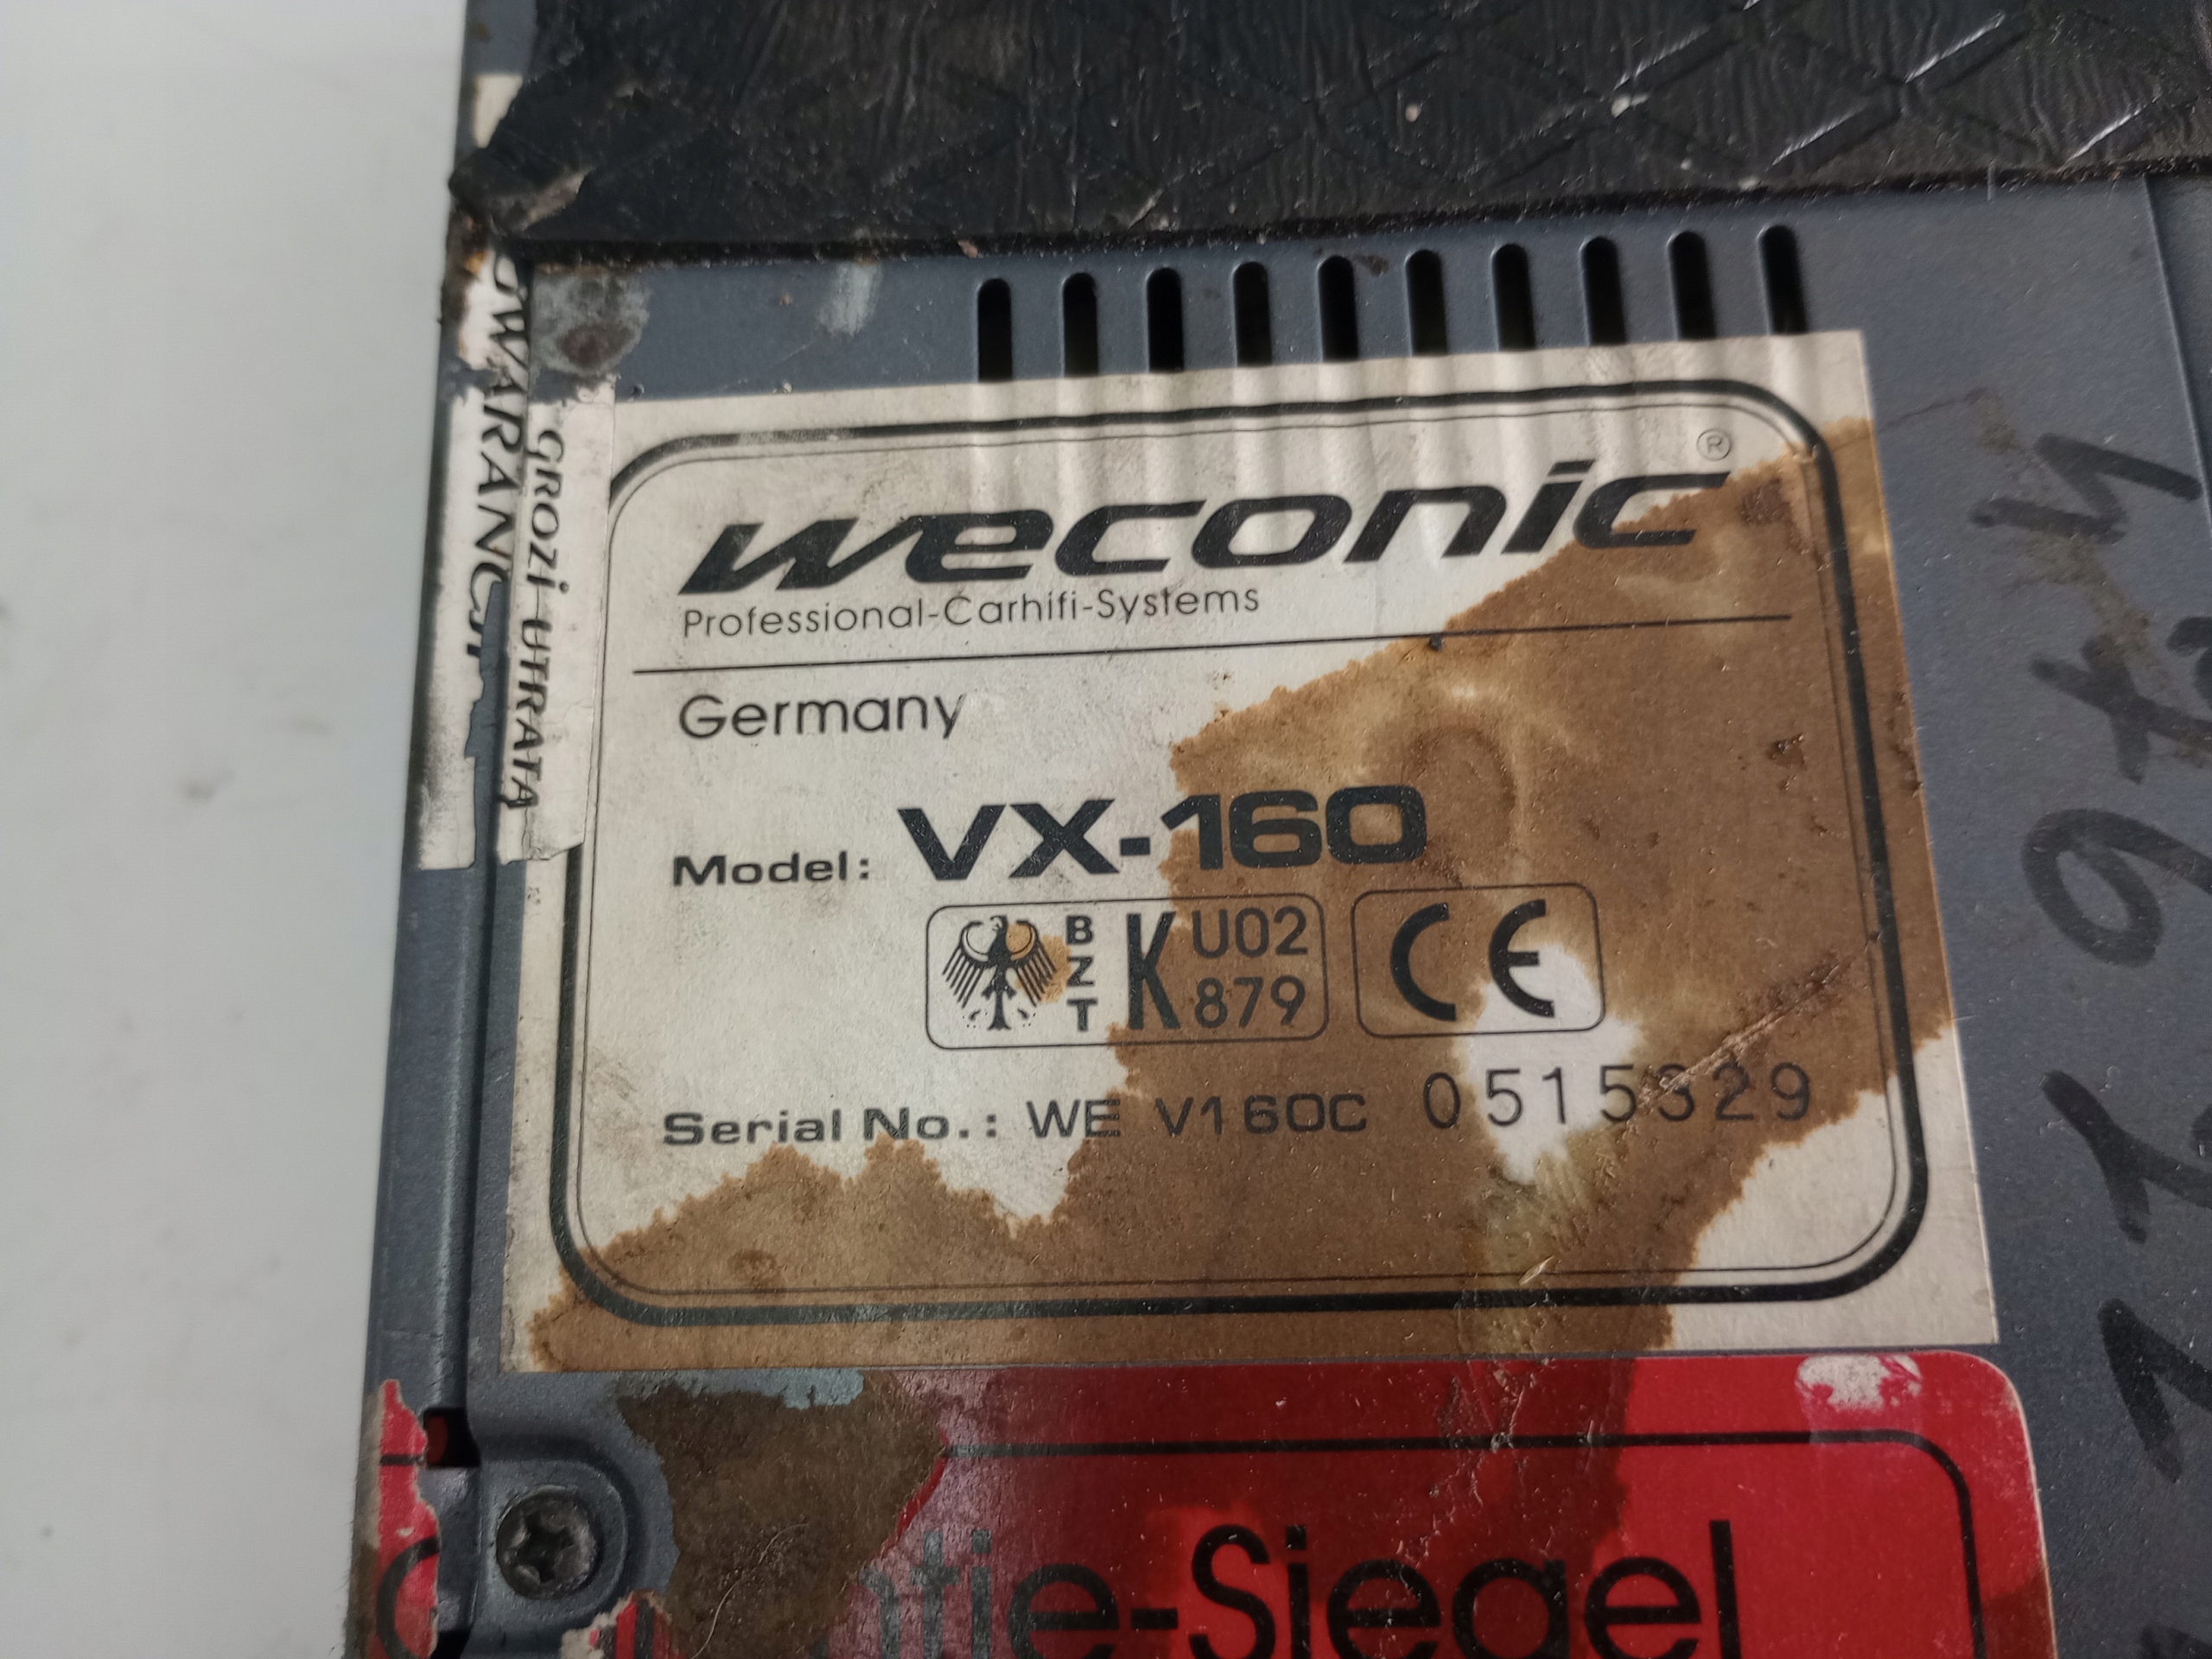 GWARANCJI
GROZI UTRATA
weconic®
Professional-Carhifi-Systems
Germany
Model: VX-160
BZT K U02 879
CE
Serial No.: WE V160C 0515329
-Siegel